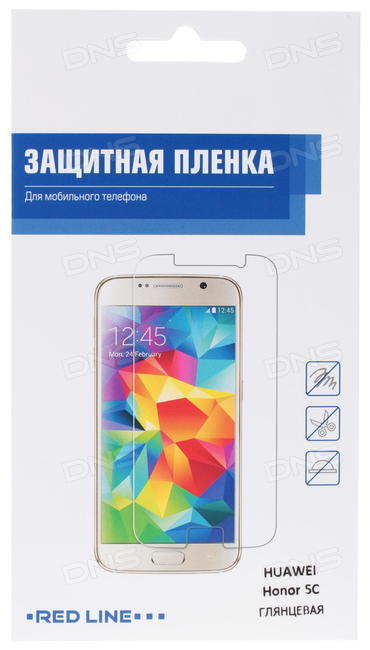 DNS
ЗАЩИТНАЯ ПЛЕНКА
Для мобильного телефона
12:45
12:45
Mon, 24 February
HUAWEI
Honor 5C
ГЛЯНЦЕВАЯ
RED LINE